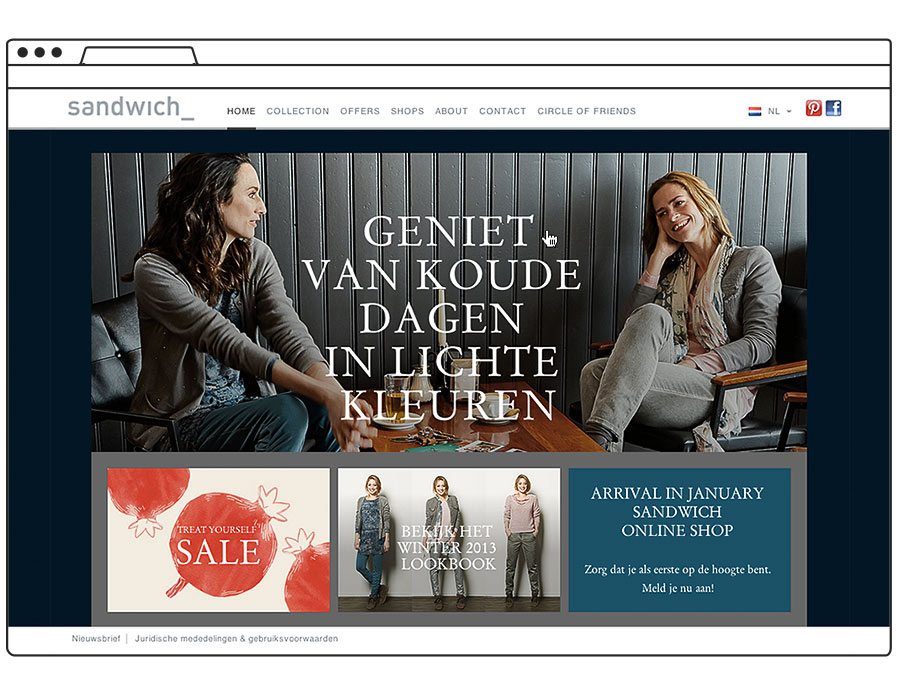 sandwich_
HOME COLLECTION OFFERS SHOPS ABOUT CONTACT CIRCLE OF FRIENDS
NL
GENIET
VAN KOUDE
DAGEN
IN LICHTE
KLEUREN
TREAT YOURSELF
SALE
BEKIJK HET
WINTER 2013
LOOKBOOK
ARRIVAL IN JANUARY
SANDWICH
ONLINE SHOP
Zorg dat je als eerste op de hoogte bent.
Meld je nu aan!
Nieuwsbrief | Juridische mededelingen & gebruiksvoorwaarden